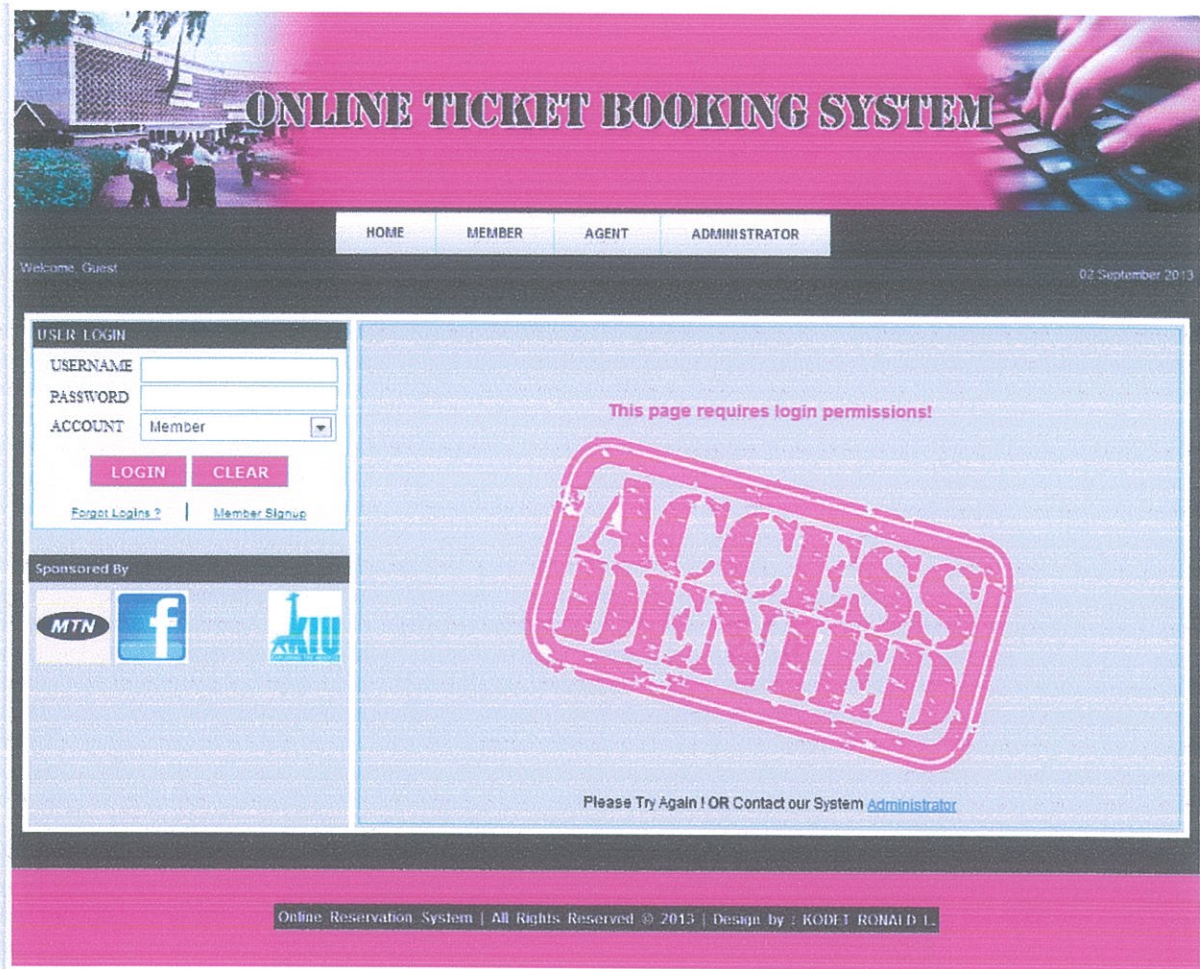 ONLINE TICKET BOOKING SYSTEM
HOME MEMBER AGENT ADMINISTRATOR
Welcome, Guest
02 September 2013
USER LOGIN
USERNAME
PASSWORD
ACCOUNT Member
LOGIN CLEAR
Forgot Logins ? | Member Signup
Sponsored By
MTN f KIU
This page requires login permissions!
ACCESS
DENIED
Please Try Again ! OR Contact our System Administrator
Online Reservation System | All Rights Reserved © 2013 | Design by : KODET RONALD L.